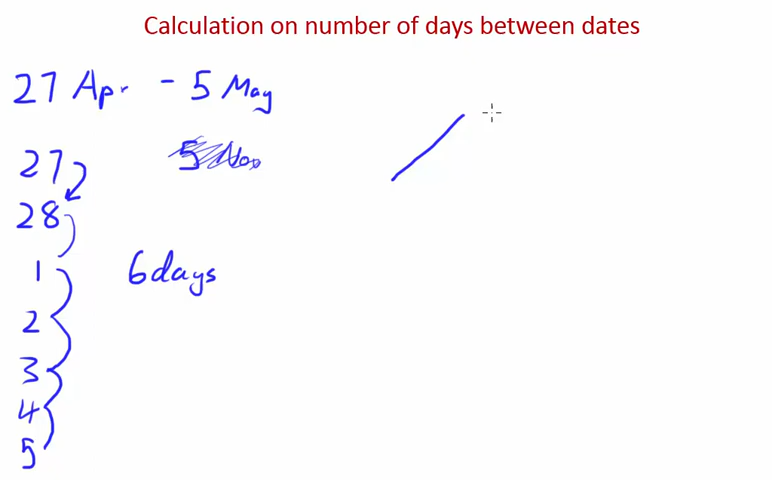 Calculation on number of days between dates
27 Apr - 5 May
27
28
1 6days
2
3
4
5